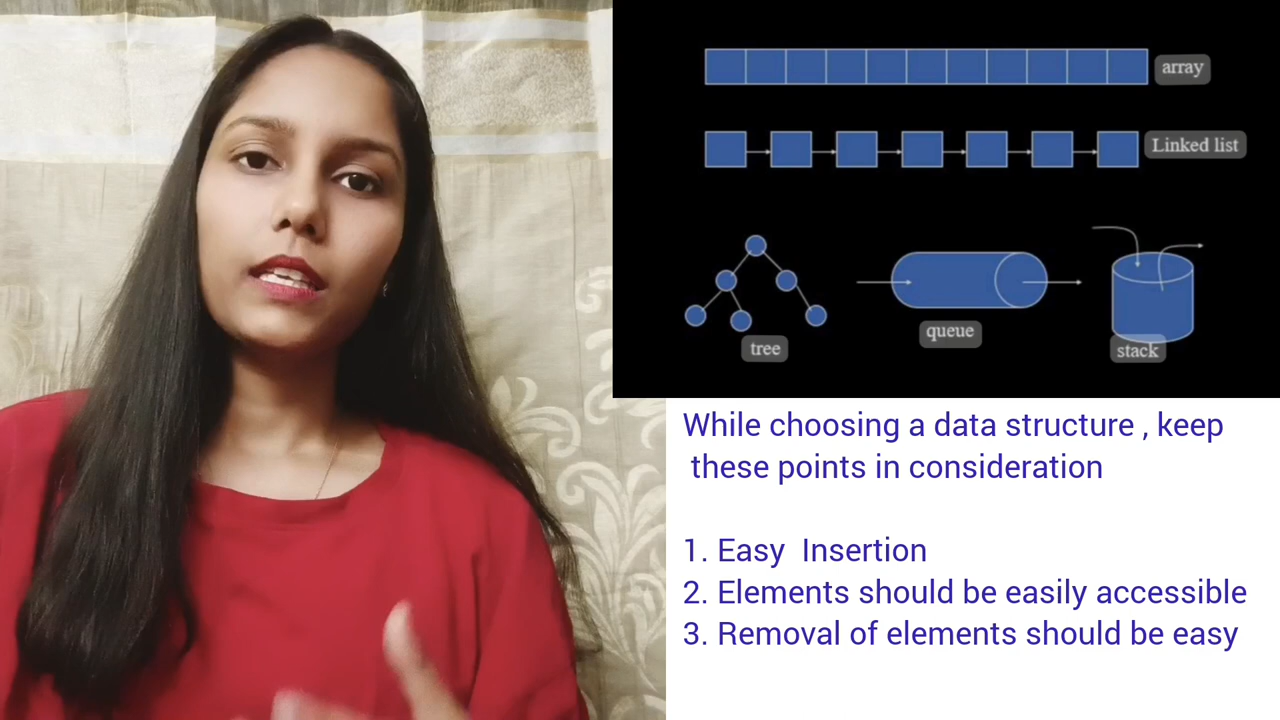 array
Linked list
tree
queue
stack
While choosing a data structure , keep
these points in consideration
1. Easy Insertion
2. Elements should be easily accessible
3. Removal of elements should be easy